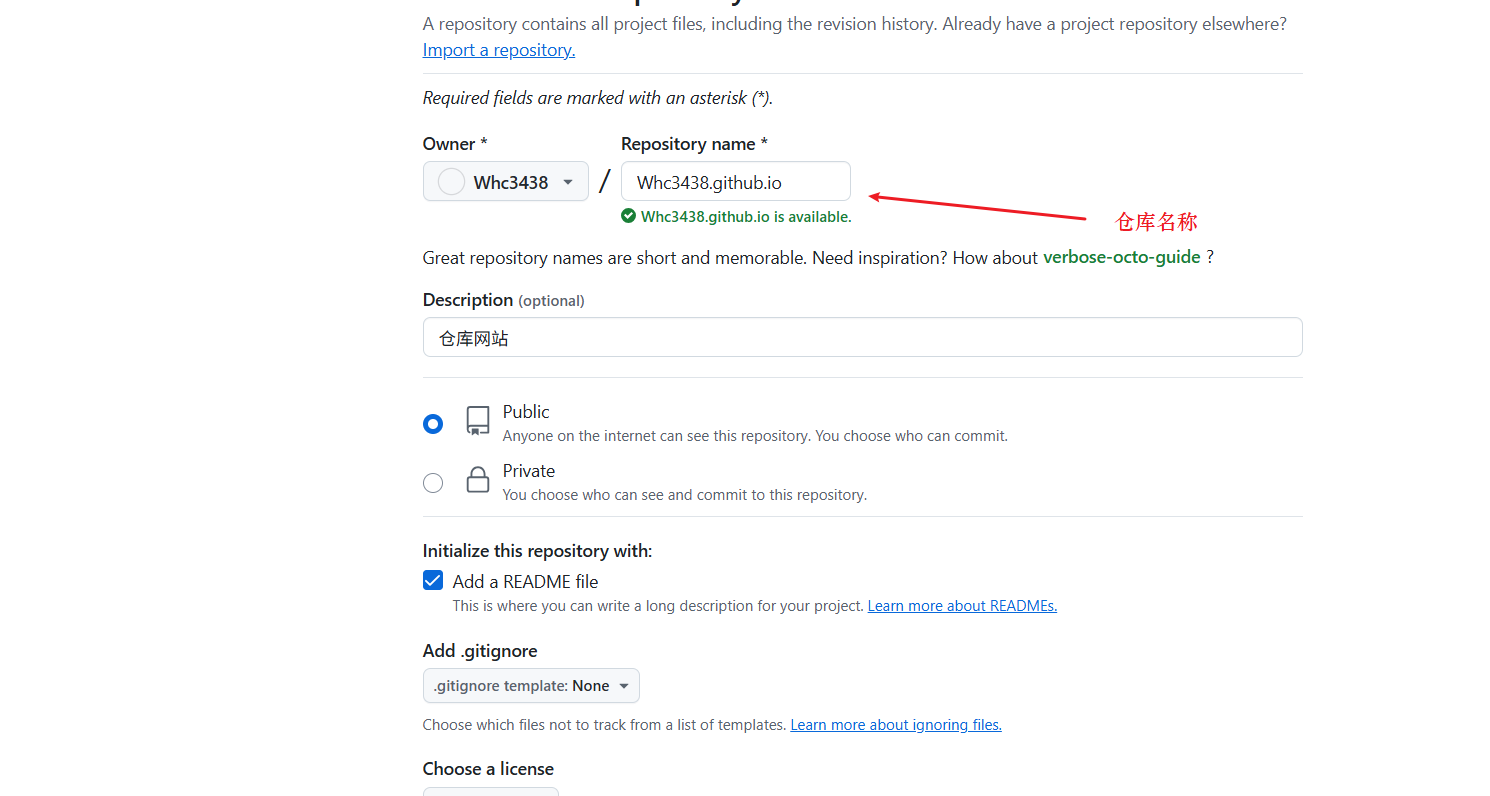 A repository contains all project files, including the revision history. Already have a project repository elsewhere?
Import a repository.
Required fields are marked with an asterisk (*).
Owner * Repository name *
Whc3438 / Whc3438.github.io
Whc3438.github.io is available.
仓库名称
Great repository names are short and memorable. Need inspiration? How about verbose-octo-guide ?
Description (optional)
仓库网站
Public
Anyone on the internet can see this repository. You choose who can commit.
Private
You choose who can see and commit to this repository.
Initialize this repository with:
Add a README file
This is where you can write a long description for your project. Learn more about READMEs.
Add .gitignore
.gitignore template: None
Choose which files not to track from a list of templates. Learn more about ignoring files.
Choose a license